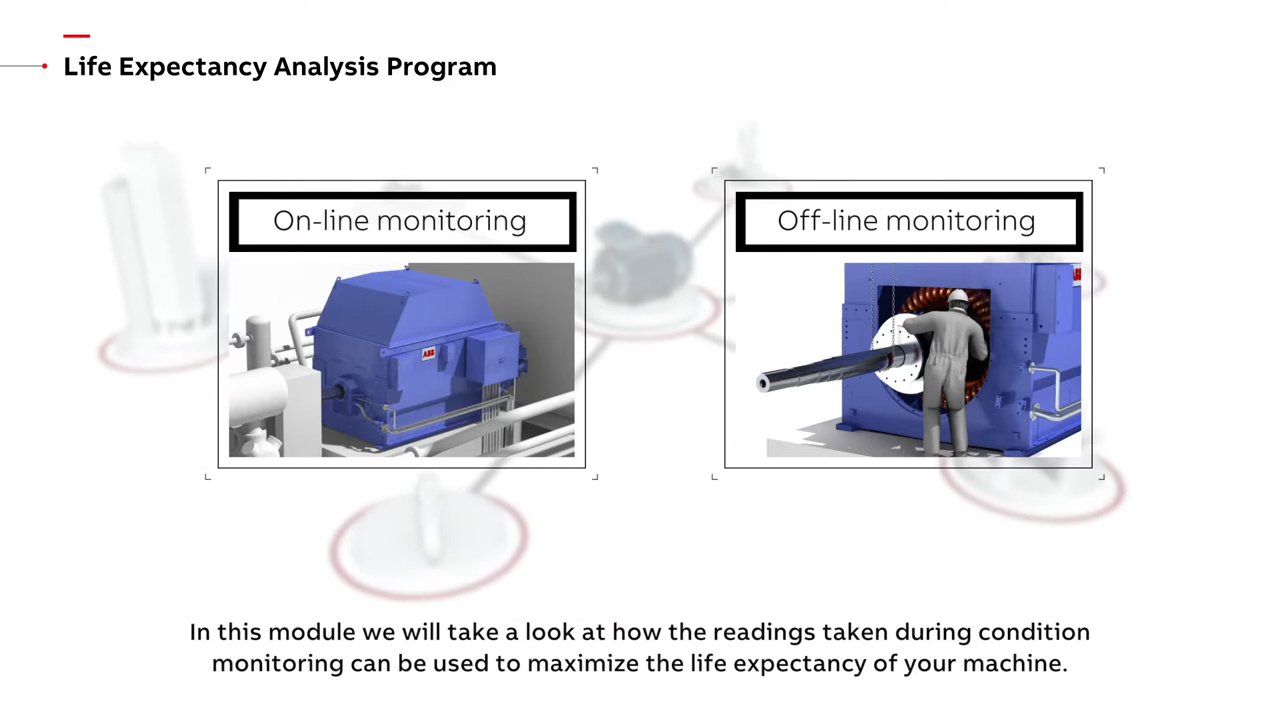 Life Expectancy Analysis Program
On-line monitoring
Off-line monitoring
ABB
In this module we will take a look at how the readings taken during condition
monitoring can be used to maximize the life expectancy of your machine.